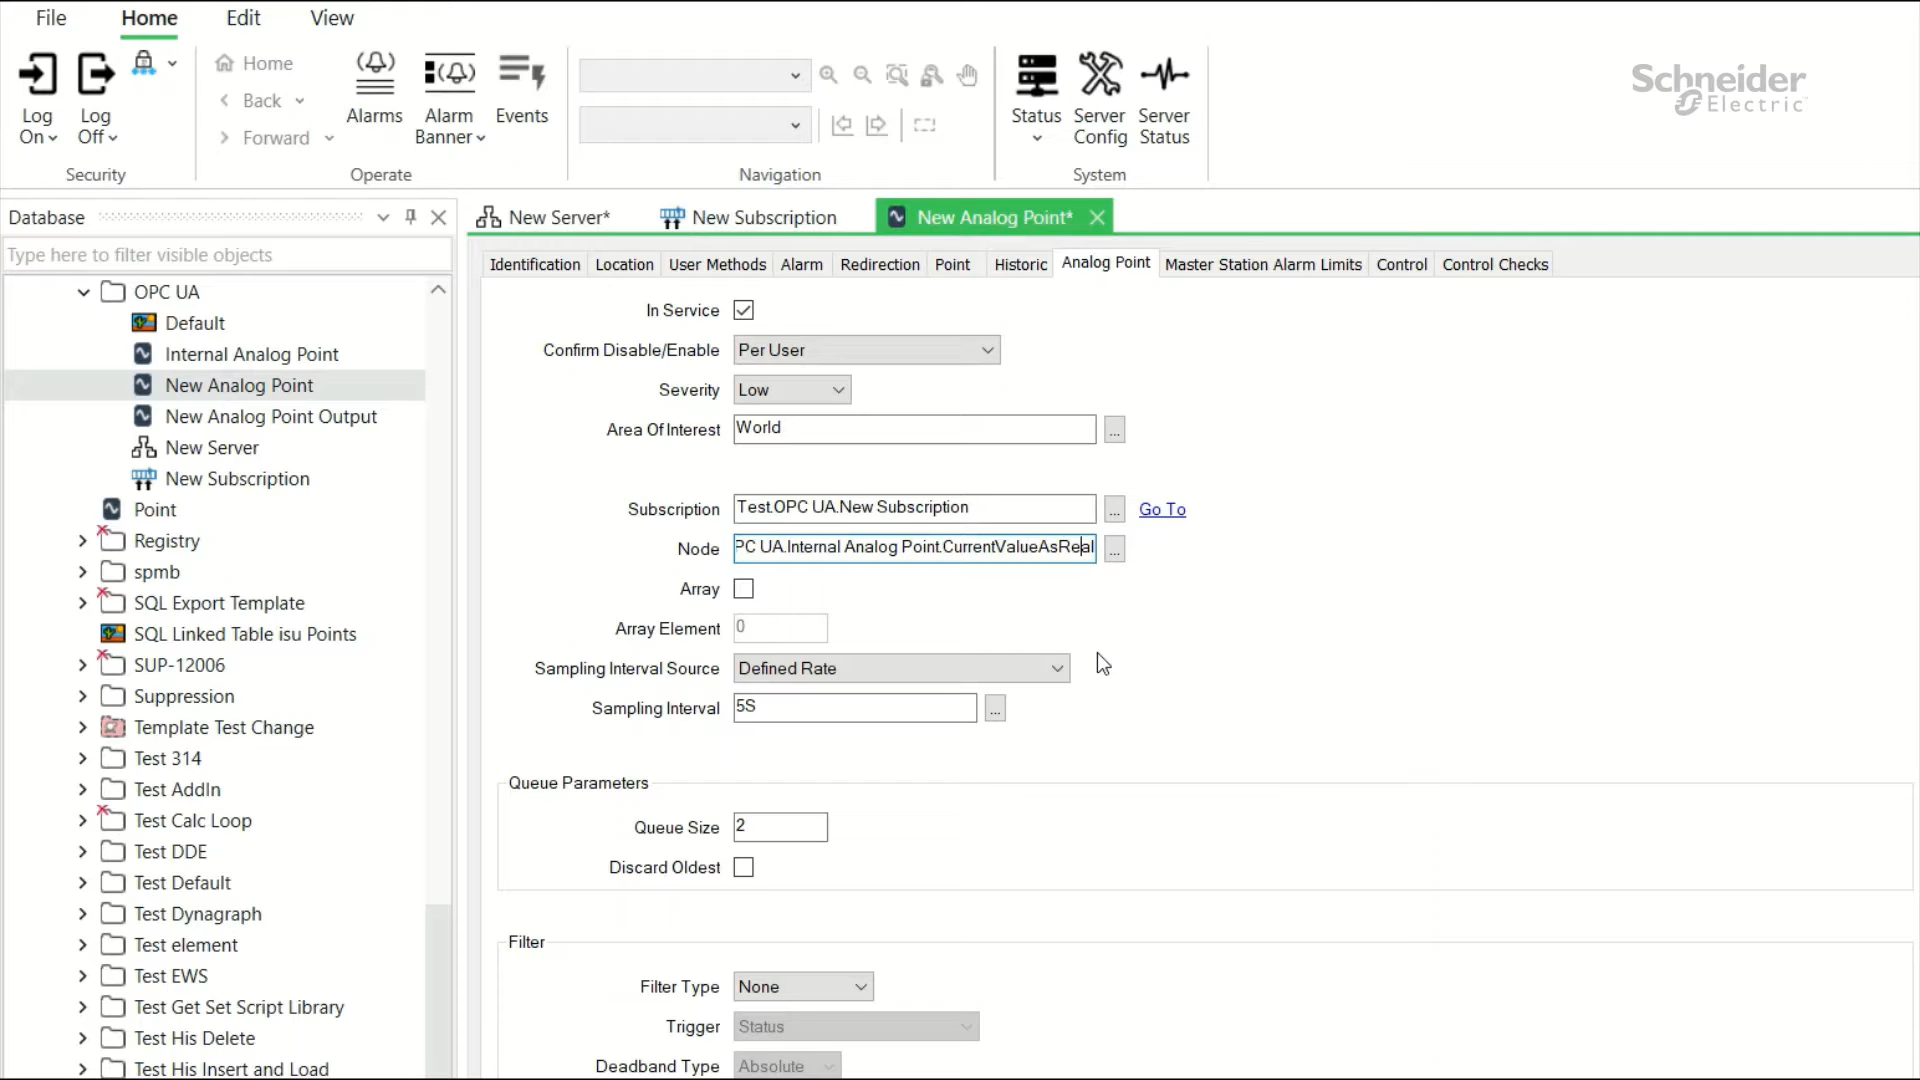 File
Home
Edit
View
Log
On
Log
Off
Security
Home
Back
Forward
Alarms
Alarm
Banner
Events
Operate
Navigation
Status
Server
Config
Server
Status
System
Schneider
Electric
Database
Type here to filter visible objects
OPC UA
Default
Internal Analog Point
New Analog Point
New Analog Point Output
New Server
New Subscription
Point
Registry
spmb
SQL Export Template
SQL Linked Table isu Points
SUP-12006
Suppression
Template Test Change
Test 314
Test AddIn
Test Calc Loop
Test DDE
Test Default
Test Dynagraph
Test element
Test EWS
Test Get Set Script Library
Test His Delete
Test His Insert and Load
New Server*
New Subscription
New Analog Point*
Identification
Location
User Methods
Alarm
Redirection
Point
Historic
Analog Point
Master Station Alarm Limits
Control
Control Checks
In Service
Confirm Disable/Enable Per User
Severity Low
Area Of Interest World ...
Subscription Test.OPC UA.New Subscription ... Go To
Node PC UA.Internal Analog Point.CurrentValueAsReal ...
Array
Array Element 0
Sampling Interval Source Defined Rate
Sampling Interval 5S ...
Queue Parameters
Queue Size 2
Discard Oldest
Filter
Filter Type None
Trigger Status
Deadband Type Absolute